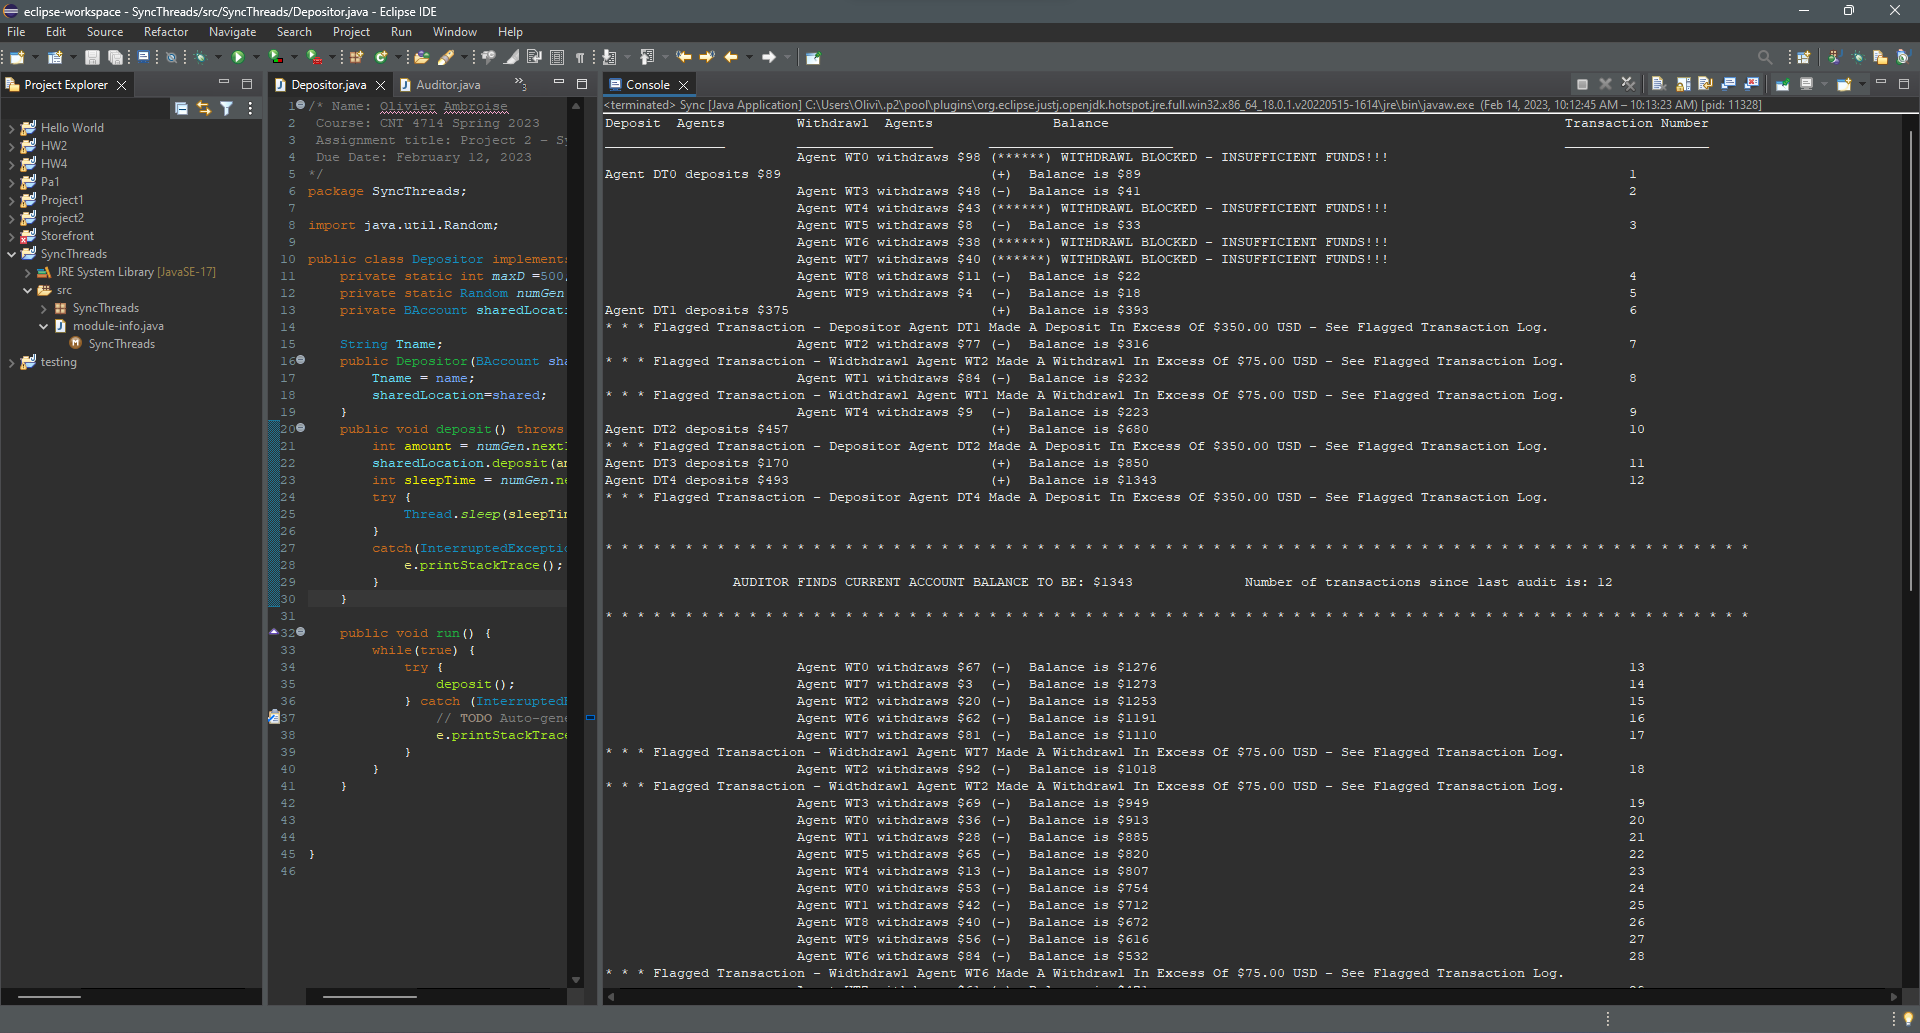 eclipse-workspace - SyncThreads/src/SyncThreads/Depositor.java - Eclipse IDE
File Edit Source Refactor Navigate Search Project Run Window Help
Project Explorer
Hello World
HW2
HW4
Pa1
Project1
project2
Storefront
SyncThreads
JRE System Library [JavaSE-17]
src
SyncThreads
module-info.java
SyncThreads
testing
Depositor.java Auditor.java »3
1 /* Name: Olivier Ambroise
2 Course: CNT 4714 Spring 2023
3 Assignment title: Project 2 - Sy
4 Due Date: February 12, 2023
5 */
6 package SyncThreads;
7
8 import java.util.Random;
9
10 public class Depositor implements
11 private static int maxD =500,
12 private static Random numGen
13 private BAccount sharedLocati
14
15 String Tname;
16 public Depositor(BAccount sha
17 Tname = name;
18 sharedLocation=shared;
19 }
20 public void deposit() throws
21 int amount = numGen.nextI
22 sharedLocation.deposit(am
23 int sleepTime = numGen.ne
24 try {
25 Thread.sleep(sleepTim
26 }
27 catch(InterruptedExceptio
28 e.printStackTrace();
29 }
30 }
31
32 public void run() {
33 while(true) {
34 try {
35 deposit();
36 } catch (InterruptedE
37 // TODO Auto-gene
38 e.printStackTrace
39 }
40 }
41 }
42
43
44
45 }
46
Console
<terminated> Sync [Java Application] C:\Users\Olivi\.p2\pool\plugins\org.eclipse.justj.openjdk.hotspot.jre.full.win32.x86_64_18.0.1.v20220515-1614\jre\bin\javaw.exe (Feb 14, 2023, 10:12:45 AM – 10:13:23 AM) [pid: 11328]
Deposit Agents Withdrawl Agents Balance Transaction Number
Agent WT0 withdraws $98 (******) WITHDRAWL BLOCKED - INSUFFICIENT FUNDS!!!
Agent DT0 deposits $89 (+) Balance is $89 1
Agent WT3 withdraws $48 (-) Balance is $41 2
Agent WT4 withdraws $43 (******) WITHDRAWL BLOCKED - INSUFFICIENT FUNDS!!!
Agent WT5 withdraws $8 (-) Balance is $33 3
Agent WT6 withdraws $38 (******) WITHDRAWL BLOCKED - INSUFFICIENT FUNDS!!!
Agent WT7 withdraws $40 (******) WITHDRAWL BLOCKED - INSUFFICIENT FUNDS!!!
Agent WT8 withdraws $11 (-) Balance is $22 4
Agent WT9 withdraws $4 (-) Balance is $18 5
Agent DT1 deposits $375 (+) Balance is $393 6
* * * Flagged Transaction - Depositor Agent DT1 Made A Deposit In Excess Of $350.00 USD - See Flagged Transaction Log.
Agent WT2 withdraws $77 (-) Balance is $316 7
* * * Flagged Transaction - Widthdrawl Agent WT2 Made A Withdrawl In Excess Of $75.00 USD - See Flagged Transaction Log.
Agent WT1 withdraws $84 (-) Balance is $232 8
* * * Flagged Transaction - Widthdrawl Agent WT1 Made A Withdrawl In Excess Of $75.00 USD - See Flagged Transaction Log.
Agent WT4 withdraws $9 (-) Balance is $223 9
Agent DT2 deposits $457 (+) Balance is $680 10
* * * Flagged Transaction - Depositor Agent DT2 Made A Deposit In Excess Of $350.00 USD - See Flagged Transaction Log.
Agent DT3 deposits $170 (+) Balance is $850 11
Agent DT4 deposits $493 (+) Balance is $1343 12
* * * Flagged Transaction - Depositor Agent DT4 Made A Deposit In Excess Of $350.00 USD - See Flagged Transaction Log.
* * * * * * * * * * * * * * * * * * * * * * * * * * * * * * * * * * * * * * * * * * * * * * * * * * * * * * * * * * * * * * * * * * * * * * * *
AUDITOR FINDS CURRENT ACCOUNT BALANCE TO BE: $1343 Number of transactions since last audit is: 12
* * * * * * * * * * * * * * * * * * * * * * * * * * * * * * * * * * * * * * * * * * * * * * * * * * * * * * * * * * * * * * * * * * * * * * * *
Agent WT0 withdraws $67 (-) Balance is $1276 13
Agent WT7 withdraws $3 (-) Balance is $1273 14
Agent WT2 withdraws $20 (-) Balance is $1253 15
Agent WT6 withdraws $62 (-) Balance is $1191 16
Agent WT7 withdraws $81 (-) Balance is $1110 17
* * * Flagged Transaction - Widthdrawl Agent WT7 Made A Withdrawl In Excess Of $75.00 USD - See Flagged Transaction Log.
Agent WT2 withdraws $92 (-) Balance is $1018 18
* * * Flagged Transaction - Widthdrawl Agent WT2 Made A Withdrawl In Excess Of $75.00 USD - See Flagged Transaction Log.
Agent WT3 withdraws $69 (-) Balance is $949 19
Agent WT0 withdraws $36 (-) Balance is $913 20
Agent WT1 withdraws $28 (-) Balance is $885 21
Agent WT5 withdraws $65 (-) Balance is $820 22
Agent WT4 withdraws $13 (-) Balance is $807 23
Agent WT0 withdraws $53 (-) Balance is $754 24
Agent WT1 withdraws $42 (-) Balance is $712 25
Agent WT8 withdraws $40 (-) Balance is $672 26
Agent WT9 withdraws $56 (-) Balance is $616 27
Agent WT6 withdraws $84 (-) Balance is $532 28
* * * Flagged Transaction - Widthdrawl Agent WT6 Made A Withdrawl In Excess Of $75.00 USD - See Flagged Transaction Log.